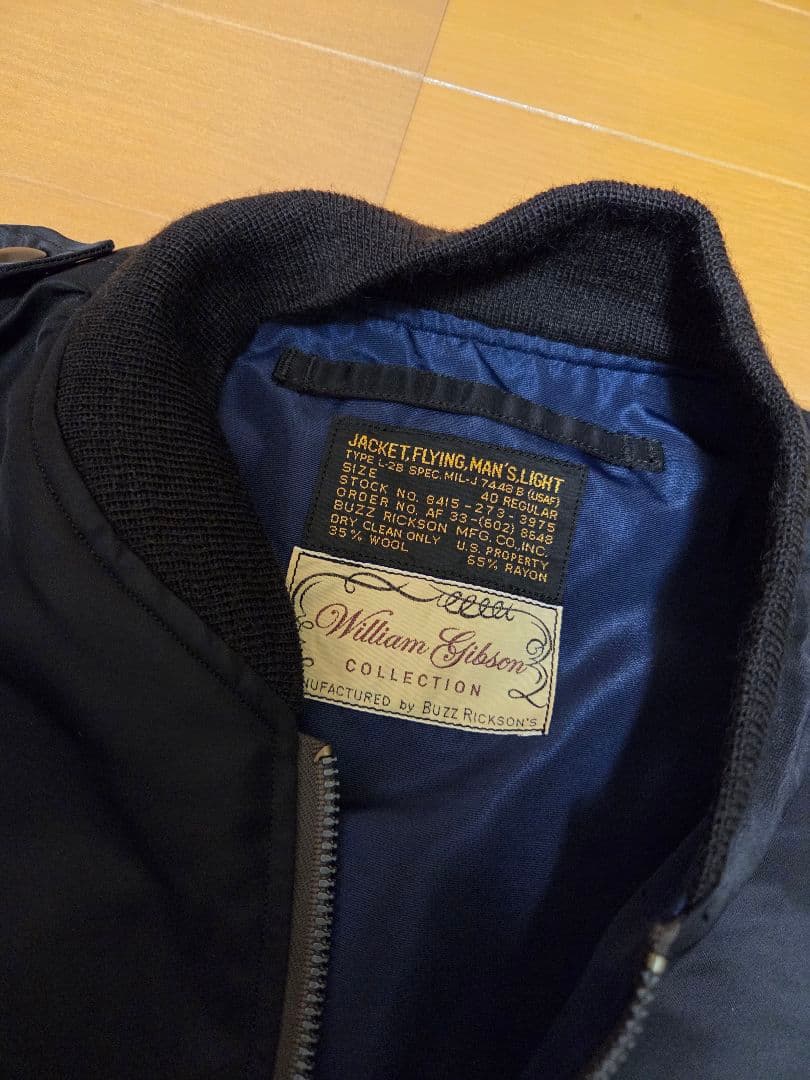 JACKET, FLYING, MAN'S, LIGHT
TYPE L-2B SPEC. MIL-J 7448 B (USAF)
SIZE 40 REGULAR
STOCK NO. 8415-273-3975
ORDER NO. AF 33-(602) 8648
BUZZ RICKSON MFG. CO., INC.
DRY CLEAN ONLY U.S. PROPERTY
35% WOOL 65% RAYON
William Gibson
COLLECTION
NUFACTURED by BUZZ RICKSON'S